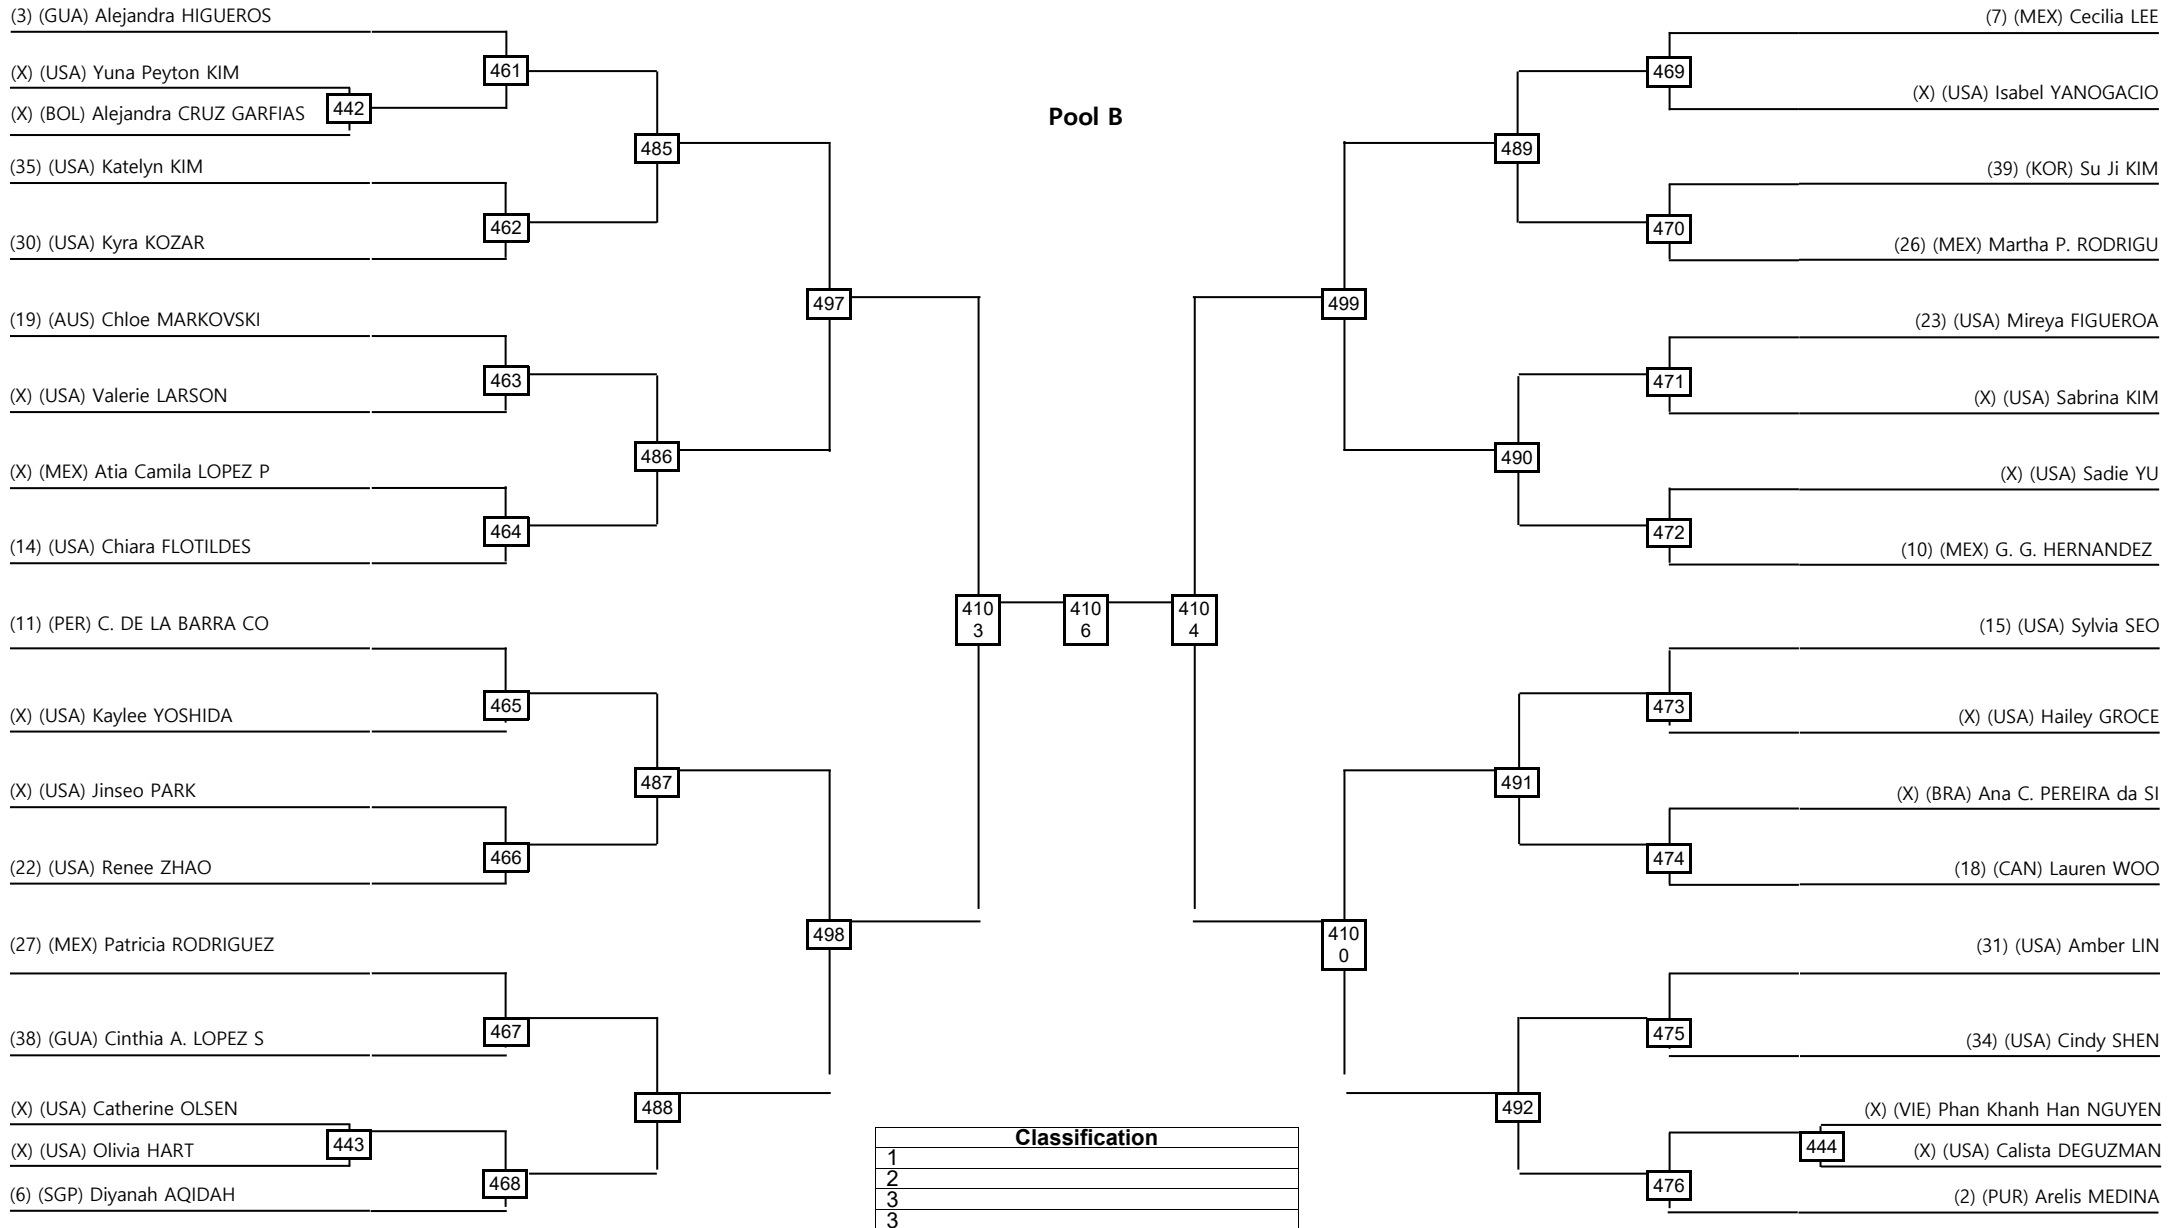 (3) (GUA) Alejandra HIGUEROS
461
(X) (USA) Yuna Peyton KIM
442
(X) (BOL) Alejandra CRUZ GARFIAS
485
(35) (USA) Katelyn KIM
462
(30) (USA) Kyra KOZAR
497
(19) (AUS) Chloe MARKOVSKI
463
(X) (USA) Valerie LARSON
486
(X) (MEX) Atia Camila LOPEZ P
464
(14) (USA) Chiara FLOTILDES
410
3
(11) (PER) C. DE LA BARRA CO
465
(X) (USA) Kaylee YOSHIDA
487
(X) (USA) Jinseo PARK
466
(22) (USA) Renee ZHAO
498
(27) (MEX) Patricia RODRIGUEZ
467
(38) (GUA) Cinthia A. LOPEZ S
488
(X) (USA) Catherine OLSEN
443
(X) (USA) Olivia HART
468
(6) (SGP) Diyanah AQIDAH
Pool B
410
6
Classification
1
2
3
3
(7) (MEX) Cecilia LEE
469
(X) (USA) Isabel YANOGACIO
489
(39) (KOR) Su Ji KIM
470
(26) (MEX) Martha P. RODRIGU
499
(23) (USA) Mireya FIGUEROA
471
(X) (USA) Sabrina KIM
490
(X) (USA) Sadie YU
472
(10) (MEX) G. G. HERNANDEZ
410
4
(15) (USA) Sylvia SEO
473
(X) (USA) Hailey GROCE
491
(X) (BRA) Ana C. PEREIRA da SI
474
(18) (CAN) Lauren WOO
410
0
(31) (USA) Amber LIN
475
(34) (USA) Cindy SHEN
492
(X) (VIE) Phan Khanh Han NGUYEN
444
(X) (USA) Calista DEGUZMAN
476
(2) (PUR) Arelis MEDINA